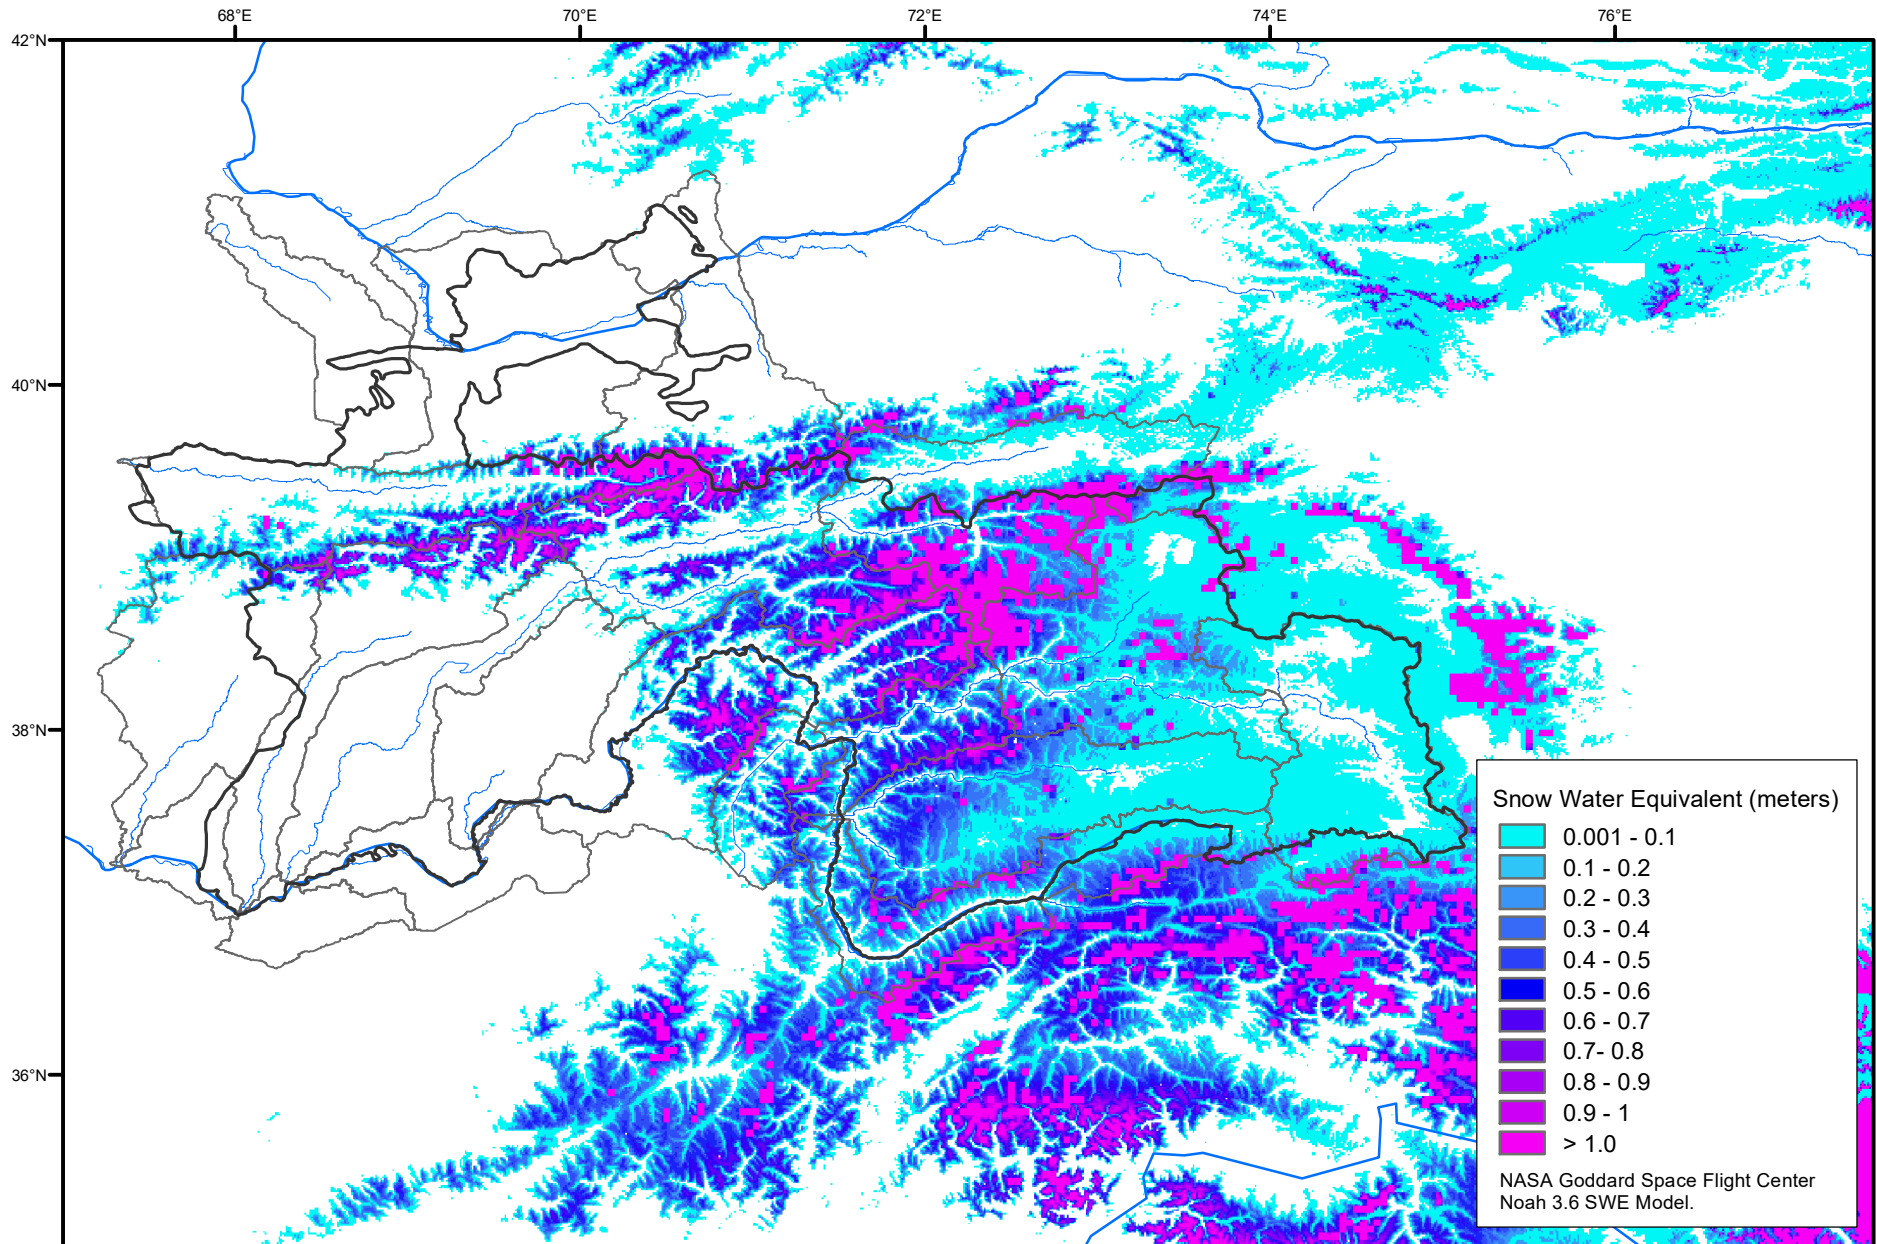 68°E 70°E 72°E 74°E 76°E
42°N
40°N
38°N
36°N
Snow Water Equivalent (meters)
0.001 - 0.1
0.1 - 0.2
0.2 - 0.3
0.3 - 0.4
0.4 - 0.5
0.5 - 0.6
0.6 - 0.7
0.7- 0.8
0.8 - 0.9
0.9 - 1
> 1.0
NASA Goddard Space Flight Center
Noah 3.6 SWE Model.